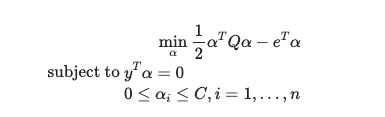 min_α 1/2 α^T Qα − e^T α
subject to y^T α = 0
0 ≤ α_i ≤ C, i = 1, . . . , n